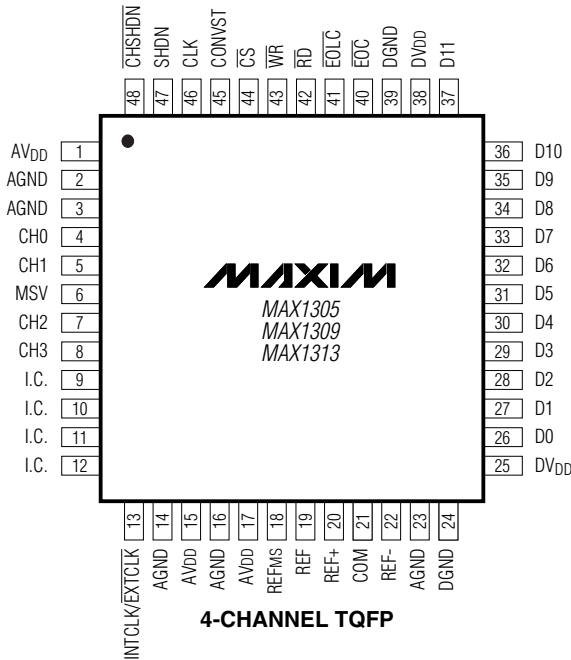 CHSHDN
SHDN
CLK
CONVST
CS
WR
RD
EOLC
EOC
DGND
DVDD
D11
48
47
46
45
44
43
42
41
40
39
38
37
AVDD 1
AGND 2
AGND 3
CH0 4
CH1 5
MSV 6
CH2 7
CH3 8
I.C. 9
I.C. 10
I.C. 11
I.C. 12
MAXIM
MAX1305
MAX1309
MAX1313
36 D10
35 D9
34 D8
33 D7
32 D6
31 D5
30 D4
29 D3
28 D2
27 D1
26 D0
25 DVDD
13
14
15
16
17
18
19
20
21
22
23
24
INTCLK/EXTCLK
AGND
AVDD
AGND
AVDD
REFMS
REF
REF+
COM
REF-
AGND
DGND
4-CHANNEL TQFP